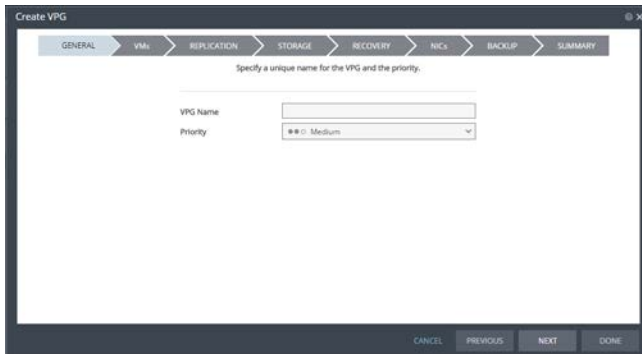 Create VPG
GENERAL VMs REPLICATION STORAGE RECOVERY NICs BACKUP SUMMARY
Specify a unique name for the VPG and the priority.
VPG Name
Priority Medium
CANCEL PREVIOUS NEXT DONE